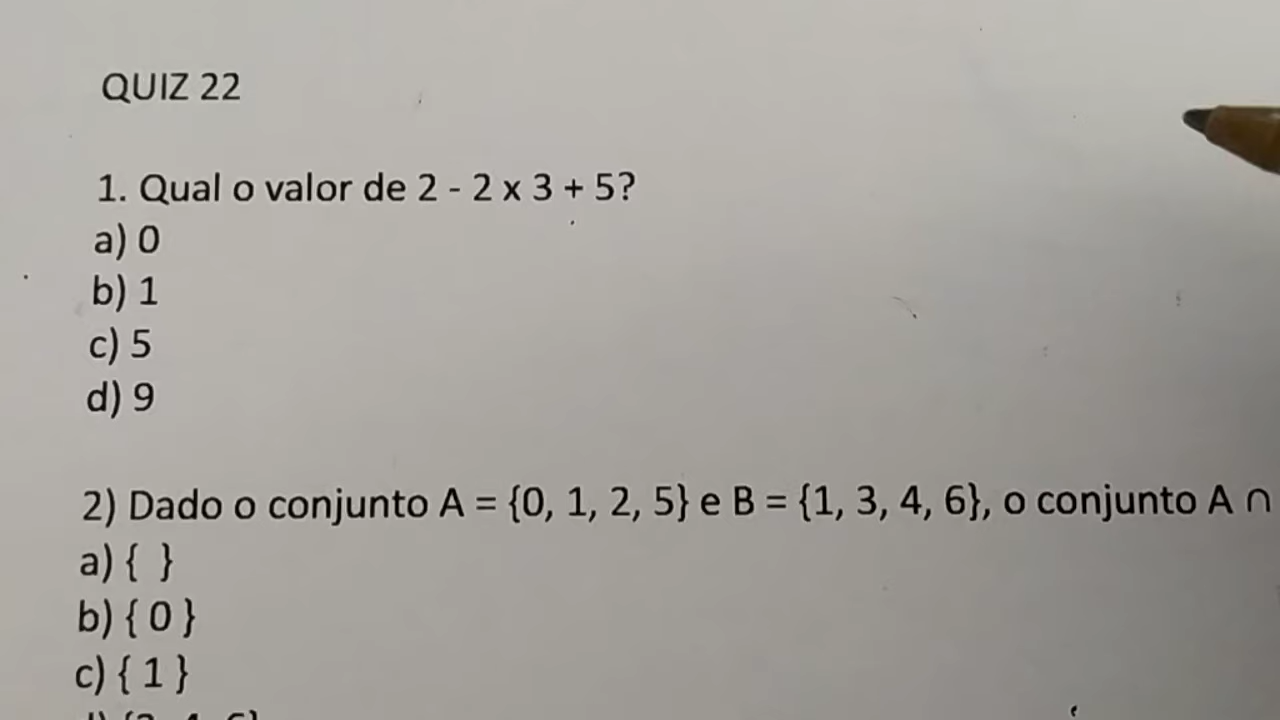 QUIZ 22
1. Qual o valor de 2 - 2 x 3 + 5?
a) 0
b) 1
c) 5
d) 9
2) Dado o conjunto A = {0, 1, 2, 5} e B = {1, 3, 4, 6}, o conjunto A ∩
a) { }
b) { 0 }
c) { 1 }